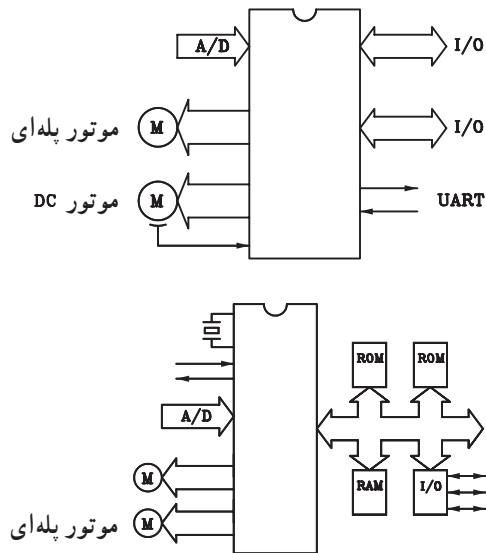 A/D I/O
موتور پله‌ای M I/O
موتور DC M UART
ROM ROM
A/D
RAM I/O
M
موتور پله‌ای M